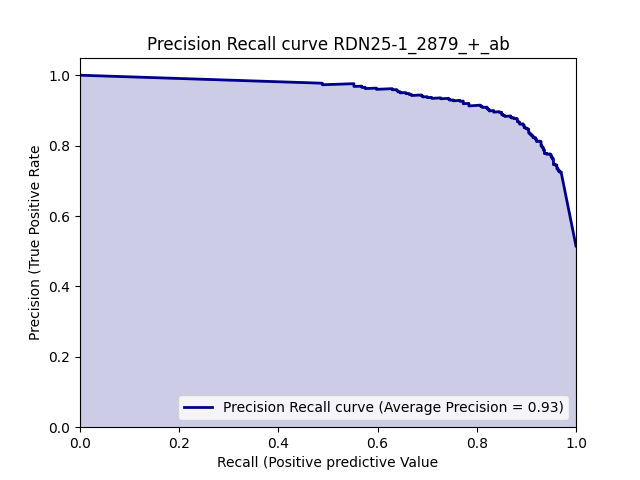 Precision Recall curve RDN25-1_2879_+_ab
Precision (True Positive Rate
1.0
0.8
0.6
0.4
0.2
0.0
Precision Recall curve (Average Precision = 0.93)
0.0 0.2 0.4 0.6 0.8 1.0
Recall (Positive predictive Value